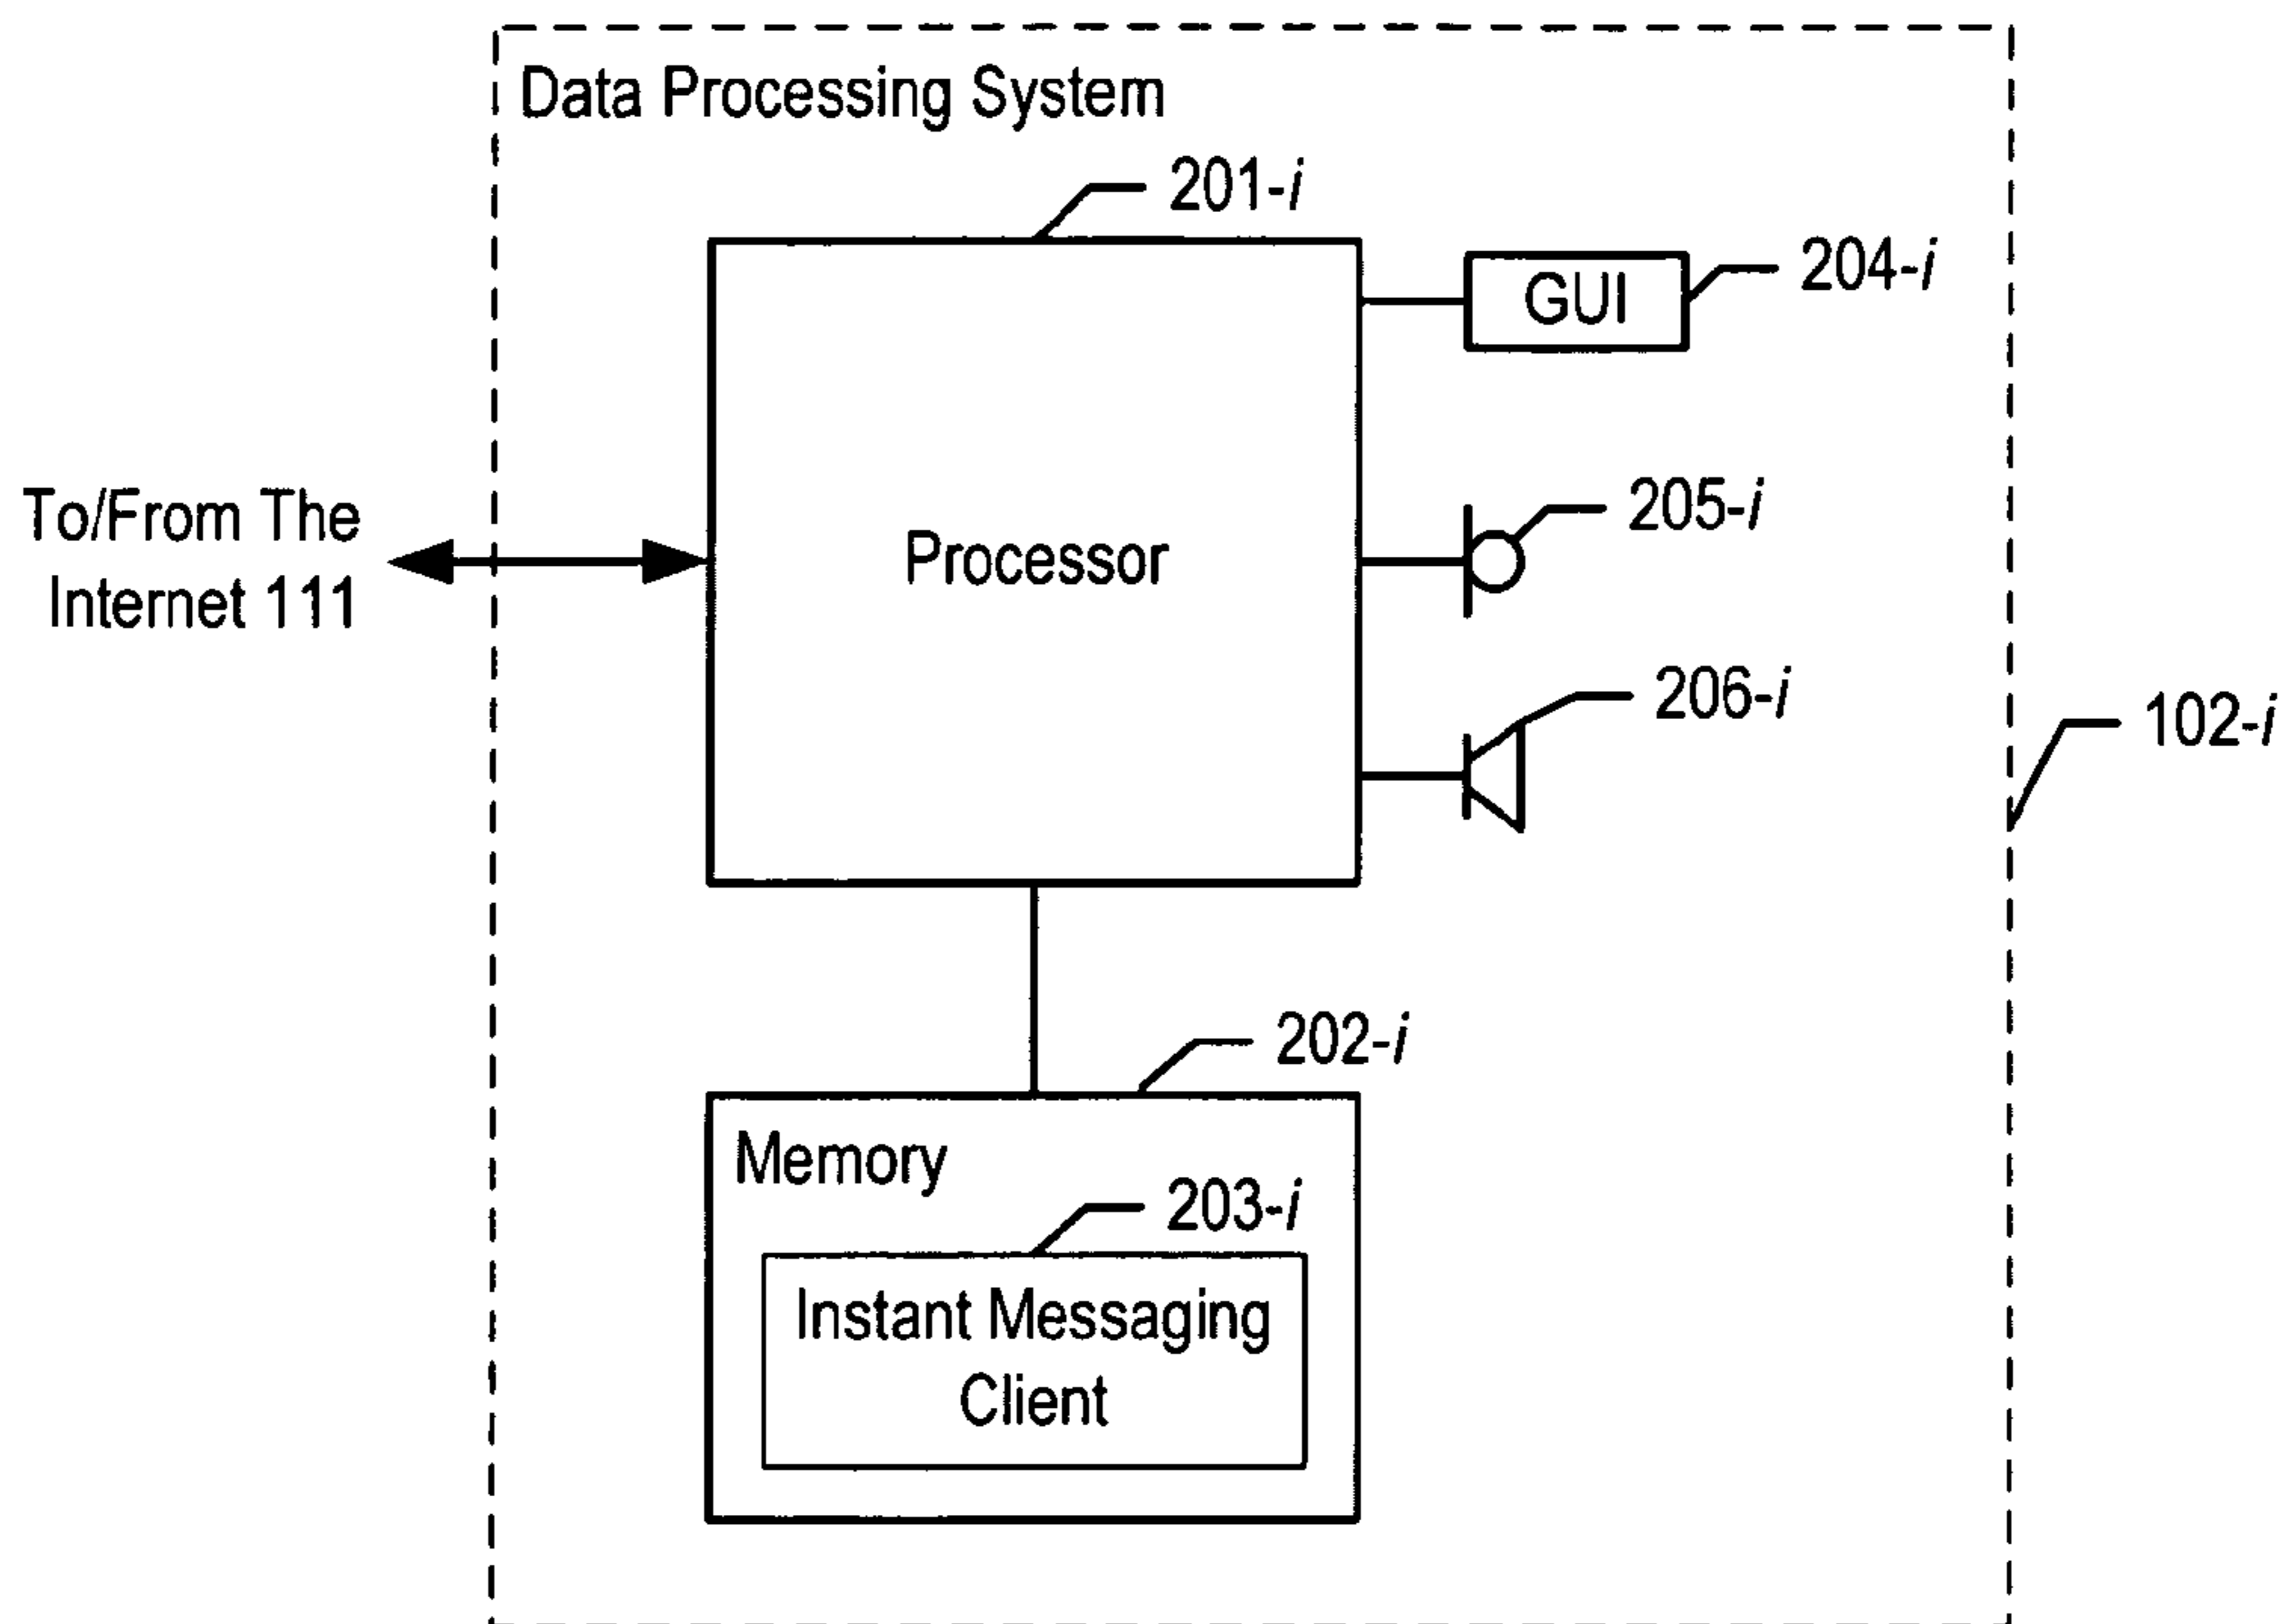 Data Processing System
201-i
204-i
GUI
205-i
To/From The
Internet 111
Processor
206-i
102-i
202-i
Memory
203-i
Instant Messaging
Client